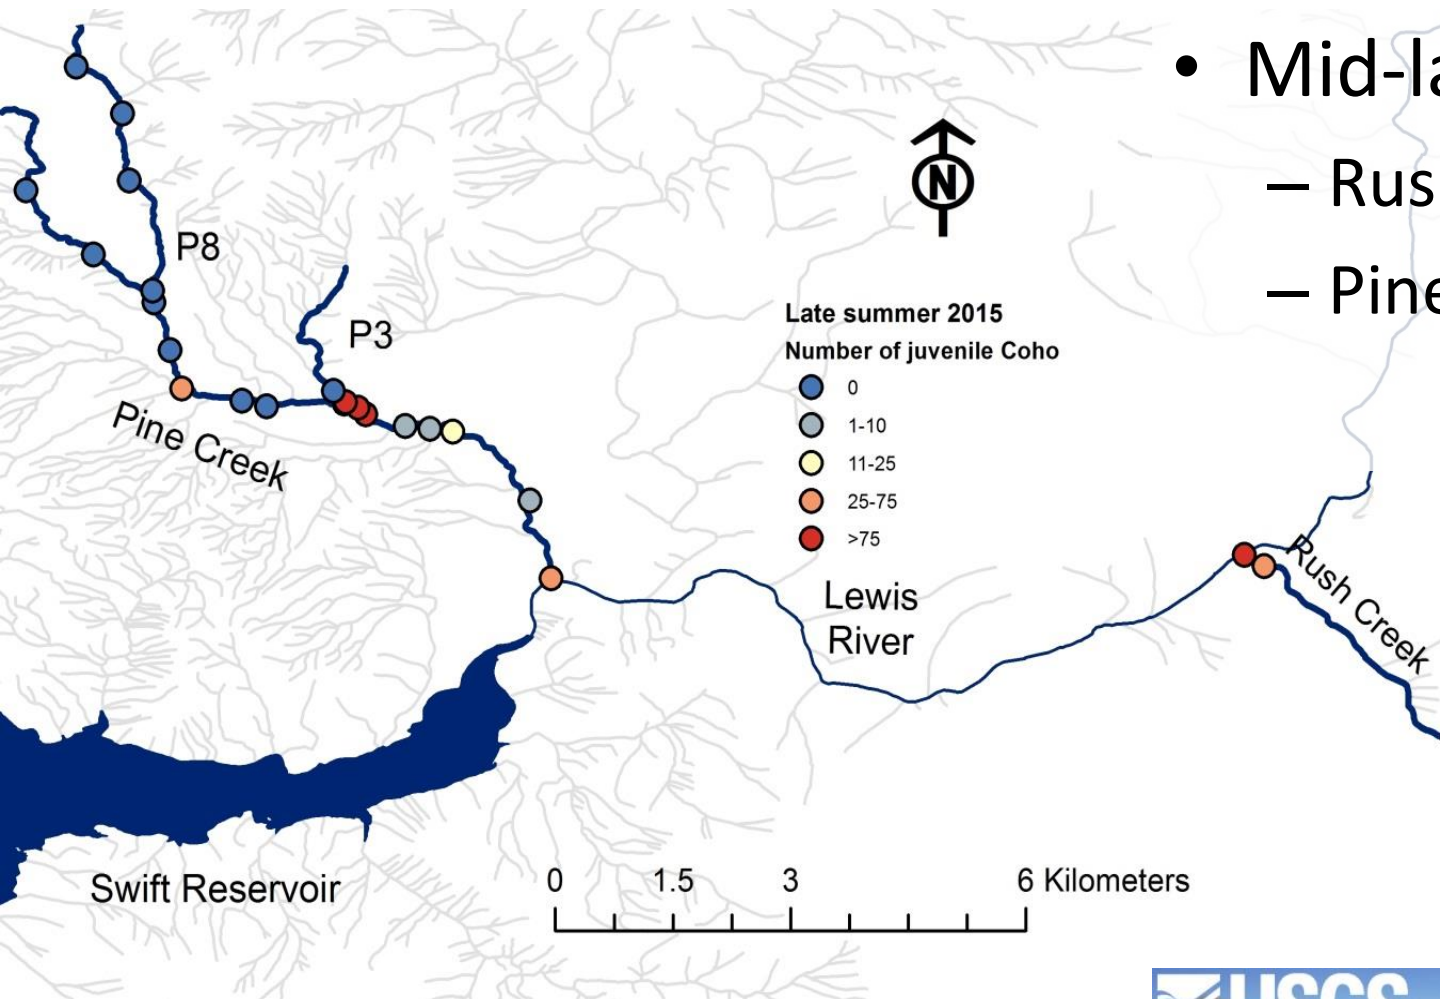 • Mid-la
– Rus
– Pine
N
P8
P3
Late summer 2015
Number of juvenile Coho
0
1-10
11-25
25-75
>75
Pine Creek
Rush Creek
Lewis
River
Swift Reservoir
0 1.5 3 6 Kilometers
USGS